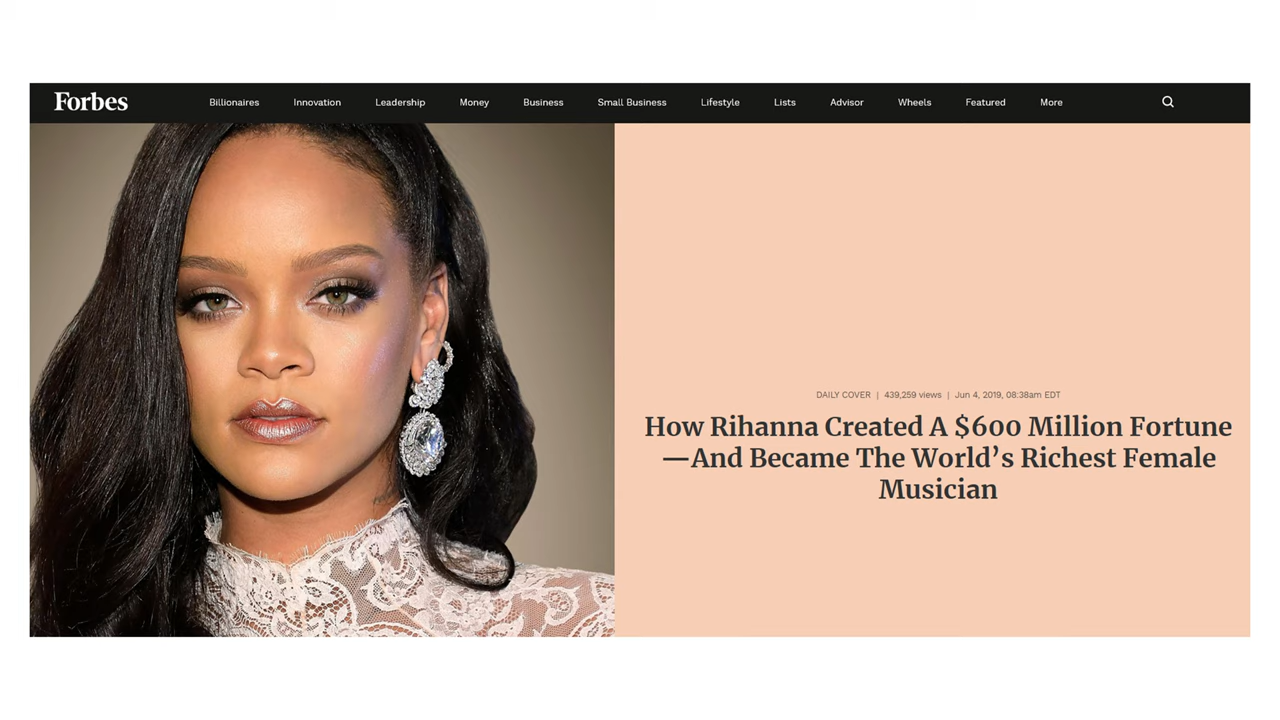 Forbes Billionaires Innovation Leadership Money Business Small Business Lifestyle Lists Advisor Wheels Featured More
DAILY COVER | 439,259 views | Jun 4, 2019, 08:38am EDT
How Rihanna Created A $600 Million Fortune
—And Became The World’s Richest Female
Musician